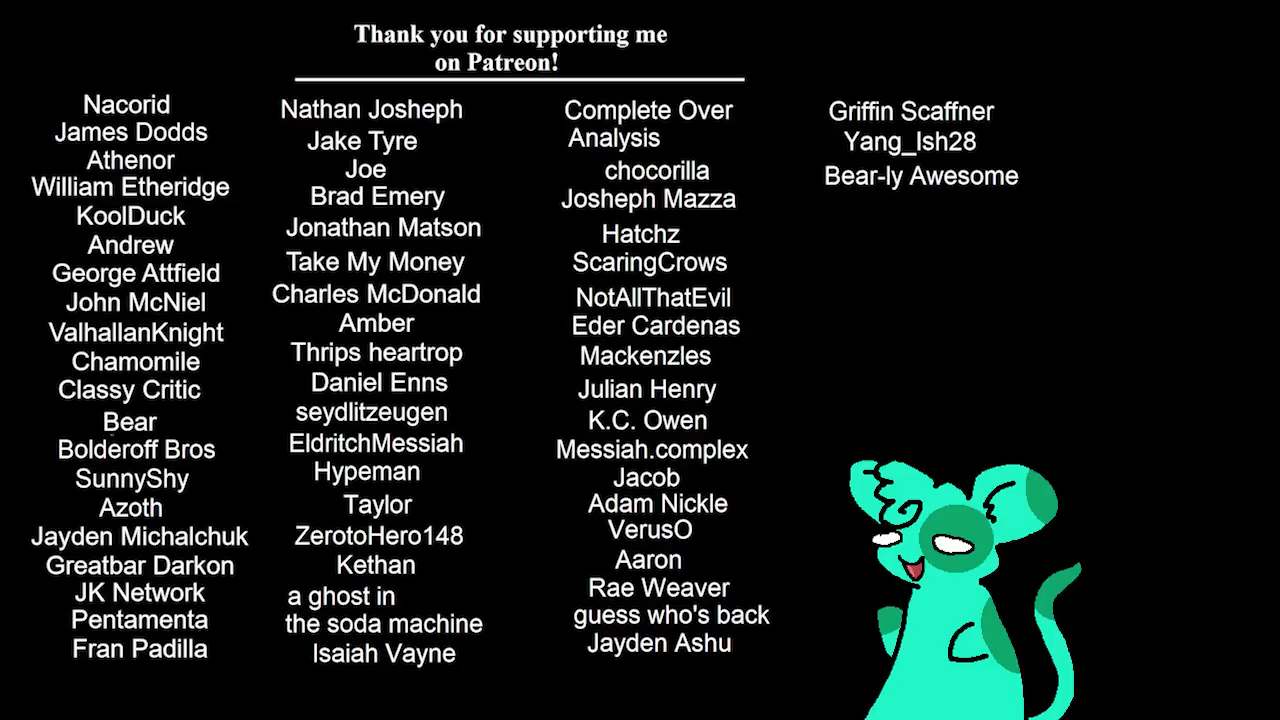 Thank you for supporting me
on Patreon!
Nacorid
James Dodds
Athenor
William Etheridge
KoolDuck
Andrew
George Attfield
John McNiel
ValhallanKnight
Chamomile
Classy Critic
Bear
Bolderoff Bros
SunnyShy
Azoth
Jayden Michalchuk
Greatbar Darkon
JK Network
Pentamenta
Fran Padilla
Nathan Josheph
Jake Tyre
Joe
Brad Emery
Jonathan Matson
Take My Money
Charles McDonald
Amber
Thrips heartrop
Daniel Enns
seydlitzeugen
EldritchMessiah
Hypeman
Taylor
ZerotoHero148
Kethan
a ghost in
the soda machine
Isaiah Vayne
Complete Over
Analysis
chocorilla
Josheph Mazza
Hatchz
ScaringCrows
NotAllThatEvil
Eder Cardenas
Mackenzles
Julian Henry
K.C. Owen
Messiah.complex
Jacob
Adam Nickle
VerusO
Aaron
Rae Weaver
guess who's back
Jayden Ashu
Griffin Scaffner
Yang_Ish28
Bear-ly Awesome